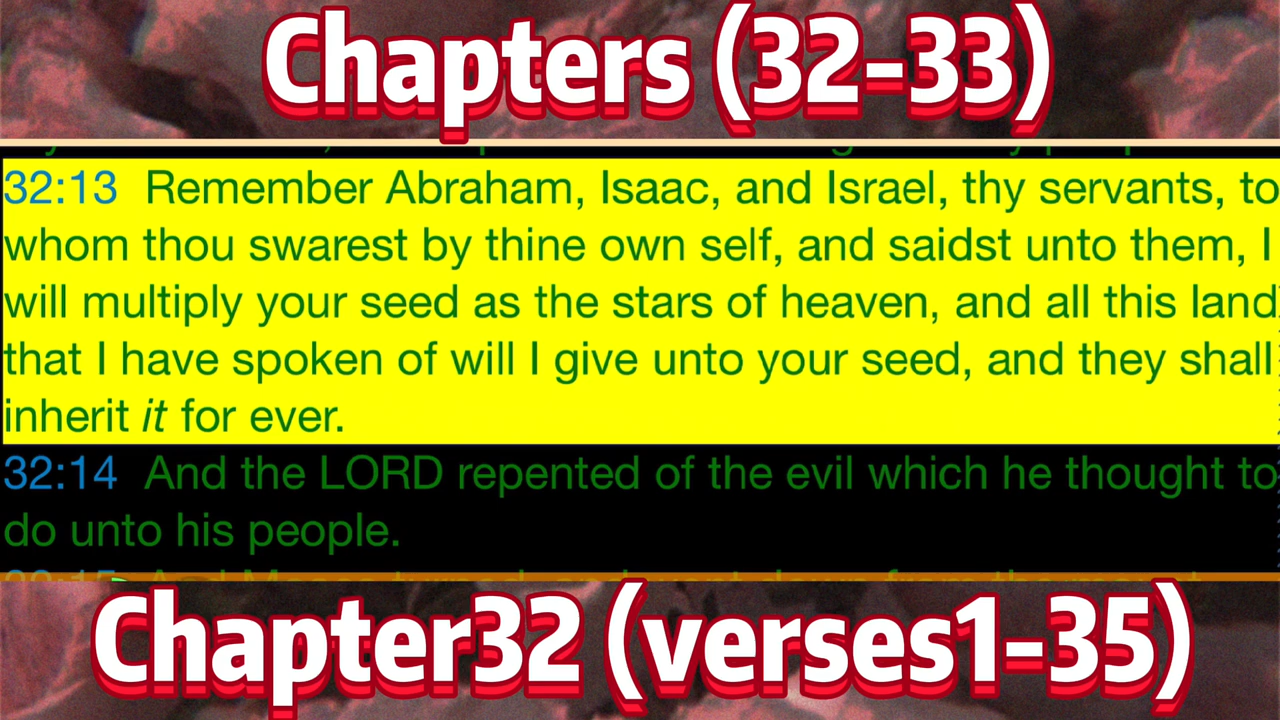 Chapters (32-33)
32:13 Remember Abraham, Isaac, and Israel, thy servants, to
whom thou swarest by thine own self, and saidst unto them, I
will multiply your seed as the stars of heaven, and all this land
that I have spoken of will I give unto your seed, and they shall
inherit it for ever.
32:14 And the LORD repented of the evil which he thought to
do unto his people.
Chapter32 (verses1-35)